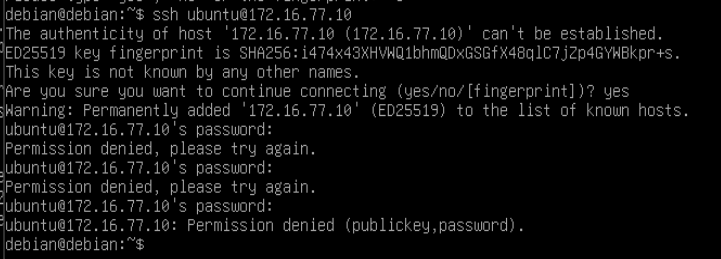 debian@debian:~$ ssh ubuntu@172.16.77.10
The authenticity of host '172.16.77.10 (172.16.77.10)' can't be established.
ED25519 key fingerprint is SHA256:i474x43XHVWQ1bhmQDxGSGfX48qlC7jZp4GYWBkpr+s.
This key is not known by any other names.
Are you sure you want to continue connecting (yes/no/[fingerprint])? yes
Warning: Permanently added '172.16.77.10' (ED25519) to the list of known hosts.
ubuntu@172.16.77.10's password:
Permission denied, please try again.
ubuntu@172.16.77.10's password:
Permission denied, please try again.
ubuntu@172.16.77.10's password:
ubuntu@172.16.77.10: Permission denied (publickey,password).
debian@debian:~$